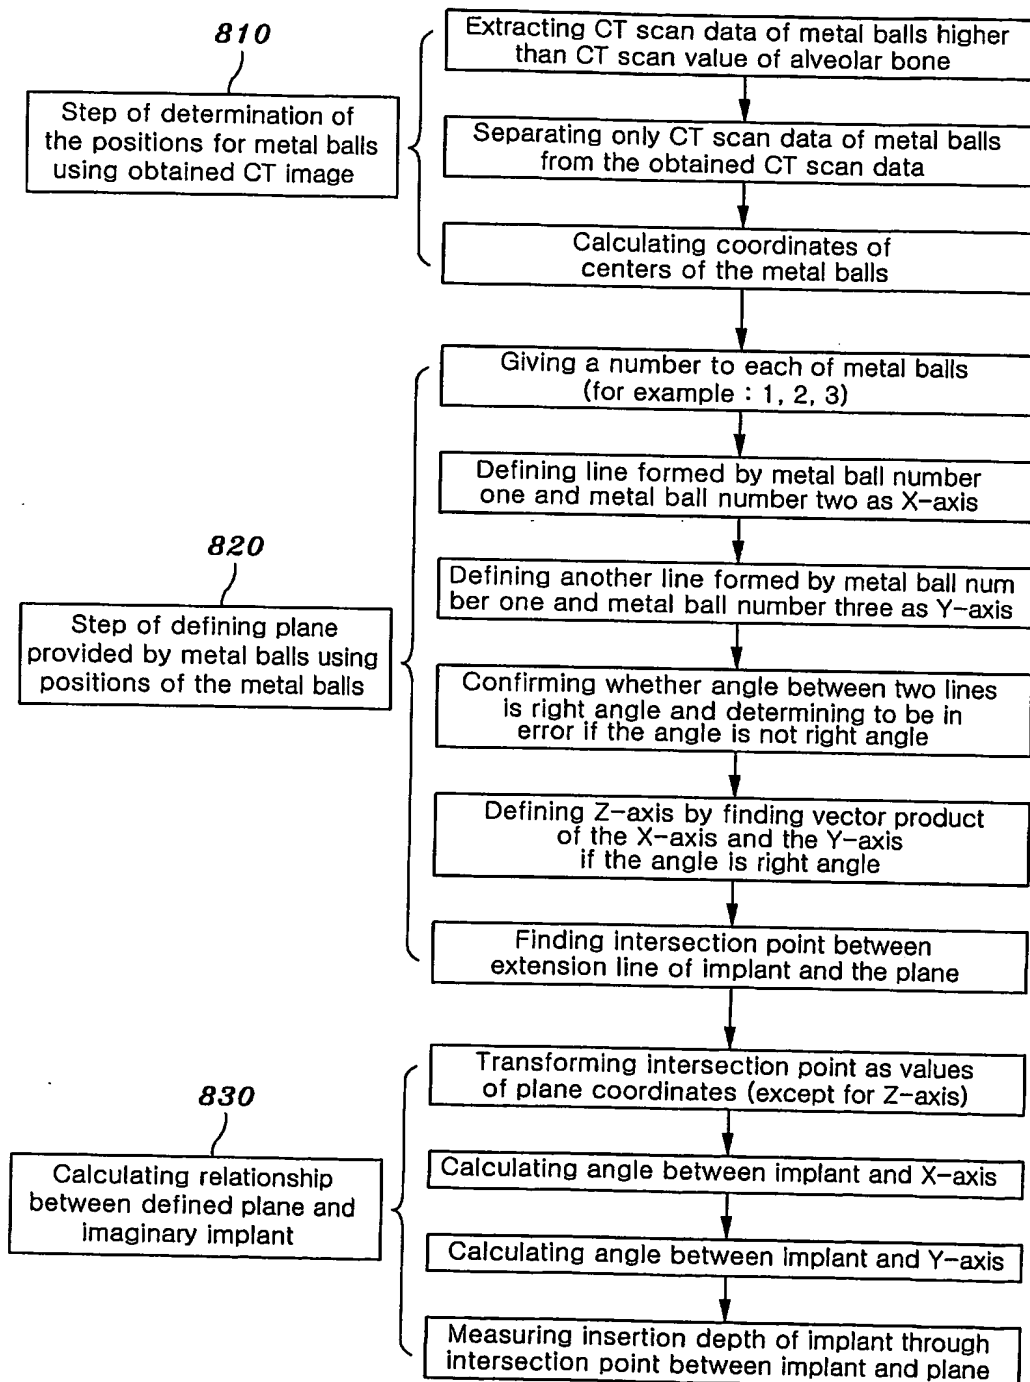 810
Step of determination of
the positions for metal balls
using obtained CT image
Extracting CT scan data of metal balls higher
than CT scan value of alveolar bone
Separating only CT scan data of metal balls
from the obtained CT scan data
Calculating coordinates of
centers of the metal balls
820
Step of defining plane
provided by metal balls using
positions of the metal balls
Giving a number to each of metal balls
(for example : 1, 2, 3)
Defining line formed by metal ball number
one and metal ball number two as X-axis
Defining another line formed by metal ball num
ber one and metal ball number three as Y-axis
Confirming whether angle between two lines
is right angle and determining to be in
error if the angle is not right angle
Defining Z-axis by finding vector product
of the X-axis and the Y-axis
if the angle is right angle
Finding intersection point between
extension line of implant and the plane
830
Calculating relationship
between defined plane and
imaginary implant
Transforming intersection point as values
of plane coordinates (except for Z-axis)
Calculating angle between implant and X-axis
Calculating angle between implant and Y-axis
Measuring insertion depth of implant through
intersection point between implant and plane